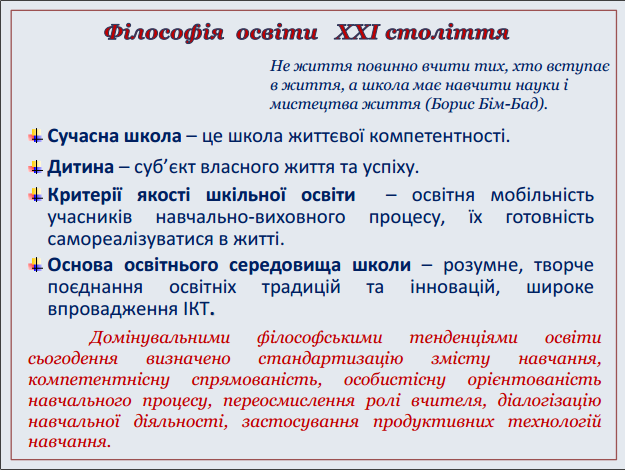 Філософія освіти XXI століття
Не життя повинно вчити тих, хто вступає
в життя, а школа має навчити науки і
мистецтва життя (Борис Бім-Бад).
Сучасна школа – це школа життєвої компетентності.
Дитина – суб’єкт власного життя та успіху.
Критерії якості шкільної освіти – освітня мобільність
учасників навчально-виховного процесу, їх готовність
самореалізуватися в житті.
Основа освітнього середовища школи – розумне, творче
поєднання освітніх традицій та інновацій, широке
впровадження ІКТ.
Домінувальними філософськими тенденціями освіти
сьогодення визначено стандартизацію змісту навчання,
компетентнісну спрямованість, особистісну орієнтованість
навчального процесу, переосмислення ролі вчителя, діалогізацію
навчальної діяльності, застосування продуктивних технологій
навчання.